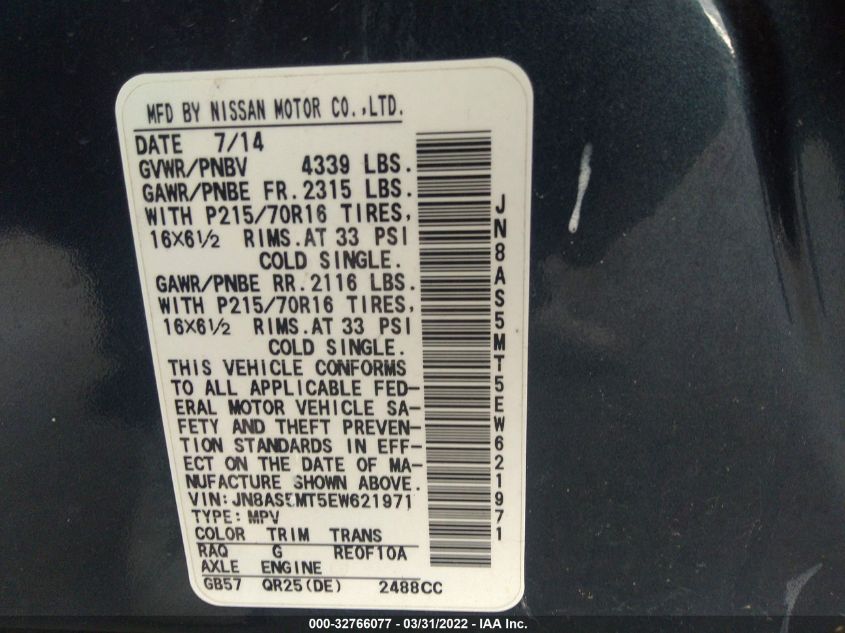 MFD BY NISSAN MOTOR CO.,LTD.
DATE 7/14
GVWR/PNBV 4339 LBS.
GAWR/PNBE FR. 2315 LBS.
WITH P215/70R16 TIRES,
16X6½ RIMS. AT 33 PSI
COLD SINGLE.
GAWR/PNBE RR. 2116 LBS.
WITH P215/70R16 TIRES,
16X6½ RIMS. AT 33 PSI
COLD SINGLE.
THIS VEHICLE CONFORMS
TO ALL APPLICABLE FED-
ERAL MOTOR VEHICLE SA-
FETY AND THEFT PREVEN-
TION STANDARDS IN EFF-
ECT ON THE DATE OF MA-
NUFACTURE SHOWN ABOVE.
VIN: JN8AS5MT5EW621971
TYPE: MPV
COLOR TRIM TRANS
RAQ G RE0F10A
AXLE ENGINE
GB57 QR25(DE) 2488CC
JN8AS5MT5EW621971
000-32766077 - 03/31/2022 - IAA Inc.